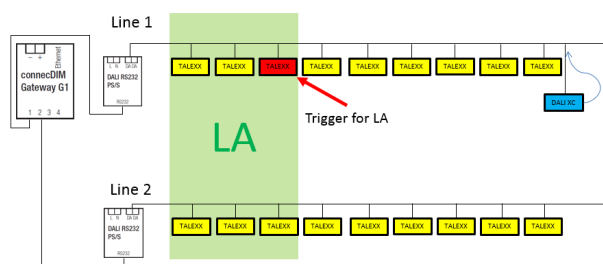 Line 1
- +
Ethernet
connecDIM
Gateway G1
1 2 3 4
L N DA DA
DALI RS232
PS/S
RS232
TALEXX TALEXX TALEXX TALEXX TALEXX TALEXX TALEXX TALEXX TALEXX
DALI XC
Trigger for LA
LA
Line 2
L N DA DA
DALI RS232
PS/S
RS232
TALEXX TALEXX TALEXX TALEXX TALEXX TALEXX TALEXX TALEXX TALEXX